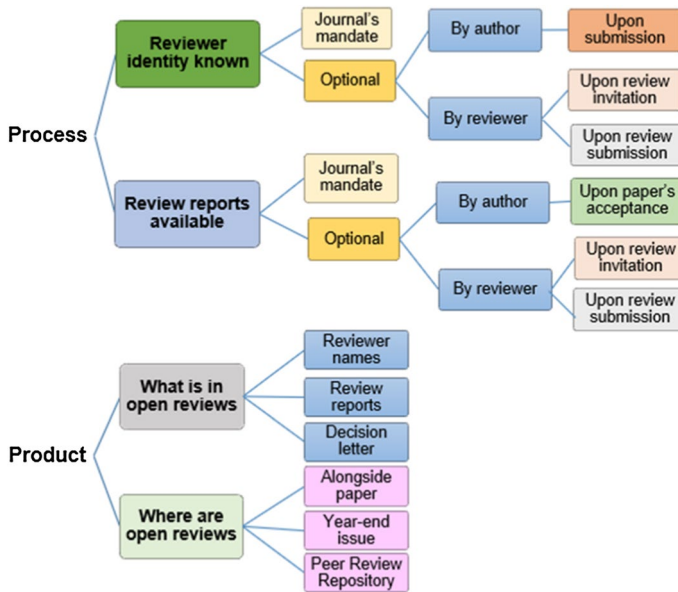 Process
Reviewer
identity known
Journal's
mandate
Optional
By author
Upon
submission
By reviewer
Upon review
invitation
Upon review
submission
Review reports
available
Journal's
mandate
Optional
By author
Upon paper's
acceptance
By reviewer
Upon review
invitation
Upon review
submission
Product
What is in
open reviews
Reviewer
names
Review
reports
Decision
letter
Where are
open reviews
Alongside
paper
Year-end
issue
Peer Review
Repository